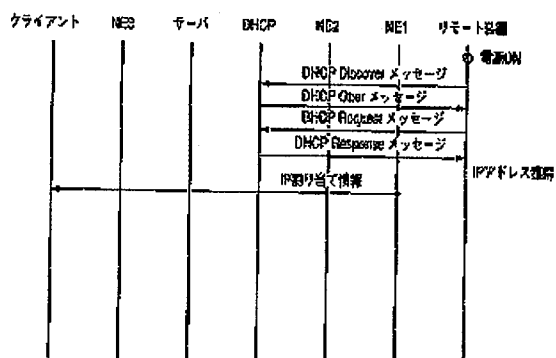 クライアント NE3 サーバ DHCP NE2 NE1 リモート装置
電源ON
DHCP Discover メッセージ
DHCP Offer メッセージ
DHCP Request メッセージ
DHCP Response メッセージ
IPアドレス獲得
IP割り当て情報